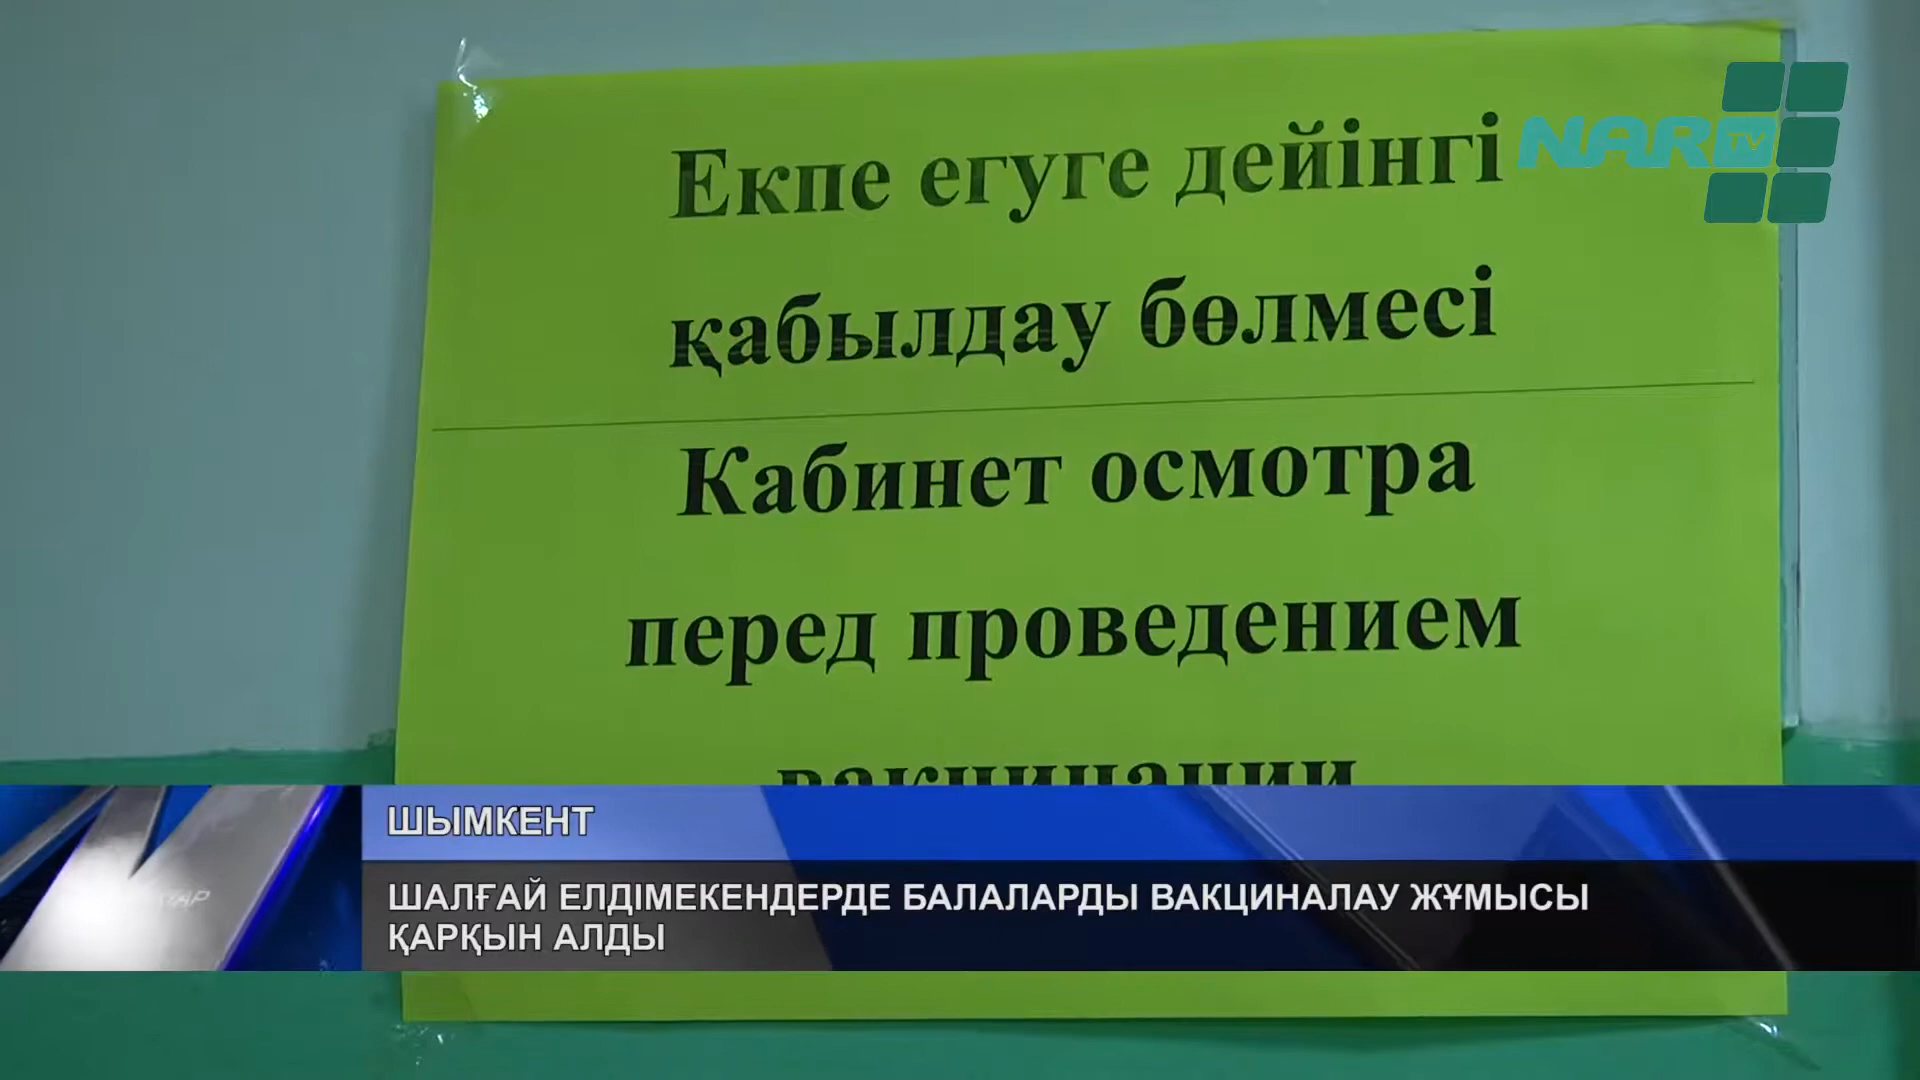 Екпе егуге дейінгі
қабылдау бөлмесі
Кабинет осмотра
перед проведением
вакцинации
NAR TV
ШЫМКЕНТ
ШАЛҒАЙ ЕЛДІМЕКЕНДЕРДЕ БАЛАЛАРДЫ ВАКЦИНАЛАУ ЖҰМЫСЫ
ҚАРҚЫН АЛДЫ